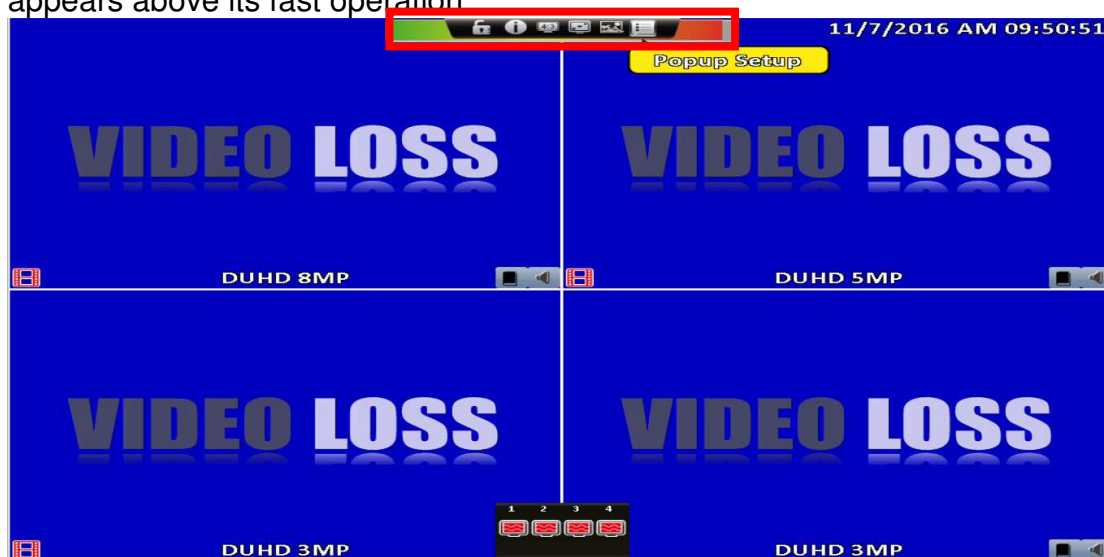 appears above its fast operation
11/7/2016 AM 09:50:51
Popup Setup
VIDEO LOSS
VIDEO LOSS
DUHD 8MP
DUHD 5MP
VIDEO LOSS
VIDEO LOSS
1 2 3 4
DUHD 3MP
DUHD 3MP